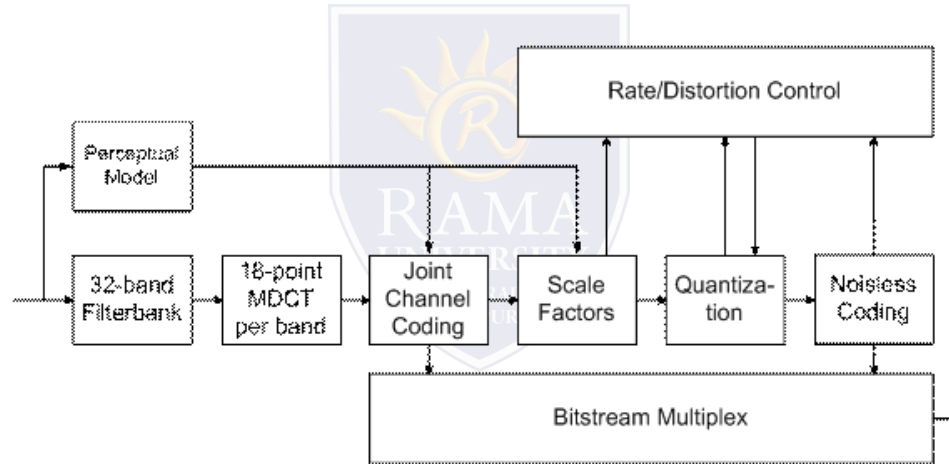 Rate/Distortion Control
Perceptual
Model
RAMA
UNIVERSITY
32-band
Filterbank
18-point
MDCT
per band
Joint
Channel
Coding
Scale
Factors
Quantiza-
tion
Noisless
Coding
Bitstream Multiplex